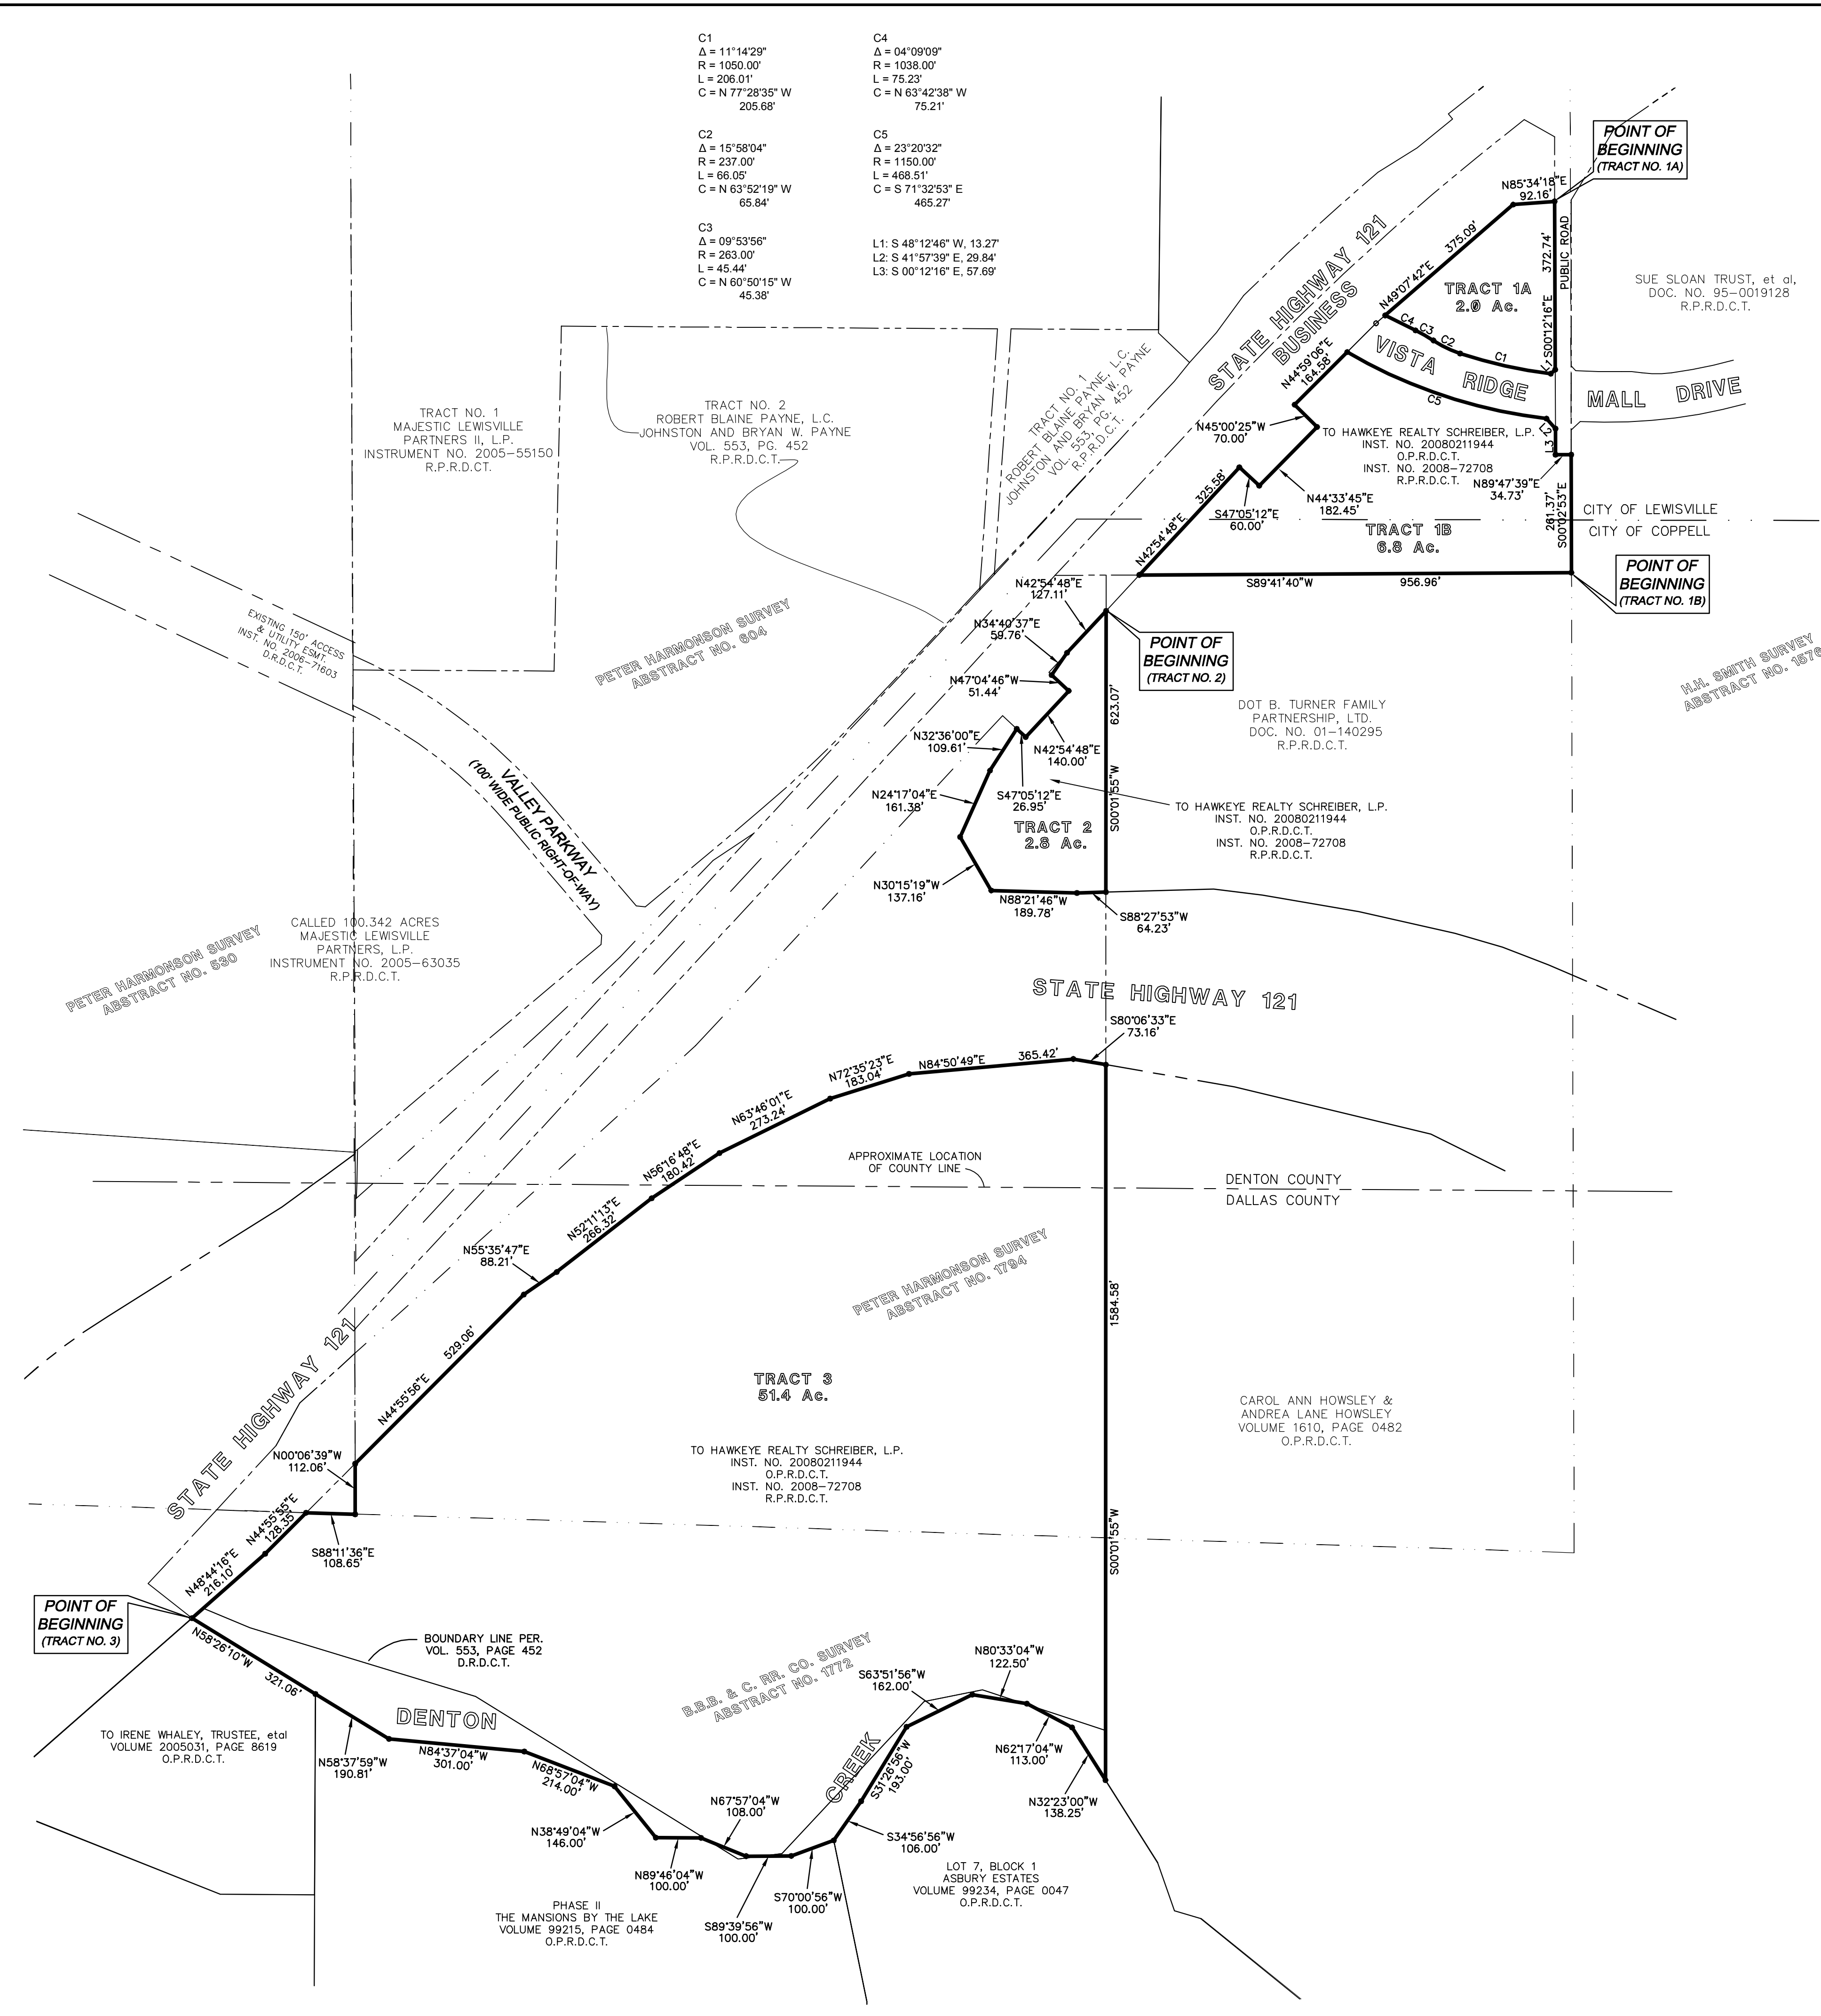 C1
Δ = 11°14'29"
R = 1050.00'
L = 206.01'
C = N 77°28'35" W
205.68'
C2
Δ = 15°58'04"
R = 237.00'
L = 66.05'
C = N 63°52'19" W
65.84'
C3
Δ = 09°53'56"
R = 263.00'
L = 45.44'
C = N 60°50'15" W
45.38'
C4
Δ = 04°09'09"
R = 1038.00'
L = 75.23'
C = N 63°42'38" W
75.21'
C5
Δ = 23°20'32"
R = 1150.00'
L = 468.51'
C = S 71°32'53" E
465.27'
L1: S 48°12'46" W, 13.27'
L2: S 41°57'39" E, 29.84'
L3: S 00°12'16" E, 57.69'
POINT OF
BEGINNING
(TRACT NO. 1A)
N85°34'18"E
92.16'
N49°07'42"E
375.09'
372.74'
S00°12'16"E
PUBLIC ROAD
TRACT 1A
2.0 Ac.
C4
C3
C2
C1
L1
SUE SLOAN TRUST, et al,
DOC. NO. 95-0019128
R.P.R.D.C.T.
STATE HIGHWAY 121
BUSINESS
VISTA RIDGE MALL DRIVE
N44°59'06"E
164.58'
C5
L2
L3
N45°00'25"W
70.00'
TO HAWKEYE REALTY SCHREIBER, L.P.
INST. NO. 20080211944
O.P.R.D.C.T.
INST. NO. 2008-72708
R.P.R.D.C.T.
N89°47'39"E
34.73'
N44°33'45"E
182.45'
S47°05'12"E
60.00'
N42°54'48"E
325.58'
261.37'
S00°02'53"E
CITY OF LEWISVILLE
CITY OF COPPELL
TRACT 1B
6.8 Ac.
S89°41'40"W 956.96'
POINT OF
BEGINNING
(TRACT NO. 1B)
TRACT NO. 1
MAJESTIC LEWISVILLE
PARTNERS II, L.P.
INSTRUMENT NO. 2005-55150
R.P.R.D.CT.
TRACT NO. 2
ROBERT BLAINE PAYNE, L.C.
JOHNSTON AND BRYAN W. PAYNE
VOL. 553, PG. 452
R.P.R.D.C.T.
TRACT NO. 1
ROBERT BLAINE PAYNE, L.C.
JOHNSTON AND BRYAN W. PAYNE
VOL. 553, PG. 452
R.P.R.D.C.T.
EXISTING 150' ACCESS
& UTILITY ESMT.
INST. NO. 2006-71603
D.R.D.C.T.
PETER HARMONSON SURVEY
ABSTRACT NO. 604
H.H. SMITH SURVEY
ABSTRACT NO. 1576
N42°54'48"E
127.11'
N34°40'37"E
59.76'
N47°04'46"W
51.44'
POINT OF
BEGINNING
(TRACT NO. 2)
623.07'
S00°01'55"W
DOT B. TURNER FAMILY
PARTNERSHIP, LTD.
DOC. NO. 01-140295
R.P.R.D.C.T.
N32°36'00"E
109.61'
N42°54'48"E
140.00'
N24°17'04"E
161.38'
S47°05'12"E
26.95'
TO HAWKEYE REALTY SCHREIBER, L.P.
INST. NO. 20080211944
O.P.R.D.C.T.
INST. NO. 2008-72708
R.P.R.D.C.T.
TRACT 2
2.8 Ac.
N30°15'19"W
137.16'
N88°21'46"W
189.78'
S88°27'53"W
64.23'
VALLEY PARKWAY
(100' WIDE PUBLIC RIGHT-OF-WAY)
CALLED 100.342 ACRES
MAJESTIC LEWISVILLE
PARTNERS, L.P.
INSTRUMENT NO. 2005-63035
R.P.R.D.C.T.
PETER HARMONSON SURVEY
ABSTRACT NO. 530
STATE HIGHWAY 121
S80°06'33"E
73.16'
N84°50'49"E 365.42'
N72°35'23"E
183.04'
N63°46'01"E
273.24'
N56°16'48"E
180.42'
N52°11'13"E
266.32'
N55°35'47"E
88.21'
N44°55'56"E
529.06'
APPROXIMATE LOCATION
OF COUNTY LINE
DENTON COUNTY
DALLAS COUNTY
PETER HARMONSON SURVEY
ABSTRACT NO. 1794
1584.58'
S00°01'55"W
TRACT 3
51.4 Ac.
TO HAWKEYE REALTY SCHREIBER, L.P.
INST. NO. 20080211944
O.P.R.D.C.T.
INST. NO. 2008-72708
R.P.R.D.C.T.
CAROL ANN HOWSLEY &
ANDREA LANE HOWSLEY
VOLUME 1610, PAGE 0482
O.P.R.D.C.T.
STATE HIGHWAY 121
N00°06'39"W
112.06'
N44°55'55"E
128.35'
S88°11'36"E
108.65'
N48°44'16"E
216.10'
POINT OF
BEGINNING
(TRACT NO. 3)
N58°26'10"W
321.06'
BOUNDARY LINE PER.
VOL. 553, PAGE 452
D.R.D.C.T.
B.B.B. & C. RR. CO. SURVEY
ABSTRACT NO. 1772
DENTON
CREEK
TO IRENE WHALEY, TRUSTEE, etal
VOLUME 2005031, PAGE 8619
O.P.R.D.C.T.
N58°37'59"W
190.81'
N84°37'04"W
301.00'
N68°57'04"W
214.00'
N38°49'04"W
146.00'
N89°46'04"W
100.00'
N67°57'04"W
108.00'
S89°39'56"W
100.00'
S70°00'56"W
100.00'
S34°56'56"W
106.00'
S31°26'56"W
193.00'
S63°51'56"W
162.00'
N80°33'04"W
122.50'
N62°17'04"W
113.00'
N32°23'00"W
138.25'
PHASE II
THE MANSIONS BY THE LAKE
VOLUME 99215, PAGE 0484
O.P.R.D.C.T.
LOT 7, BLOCK 1
ASBURY ESTATES
VOLUME 99234, PAGE 0047
O.P.R.D.C.T.